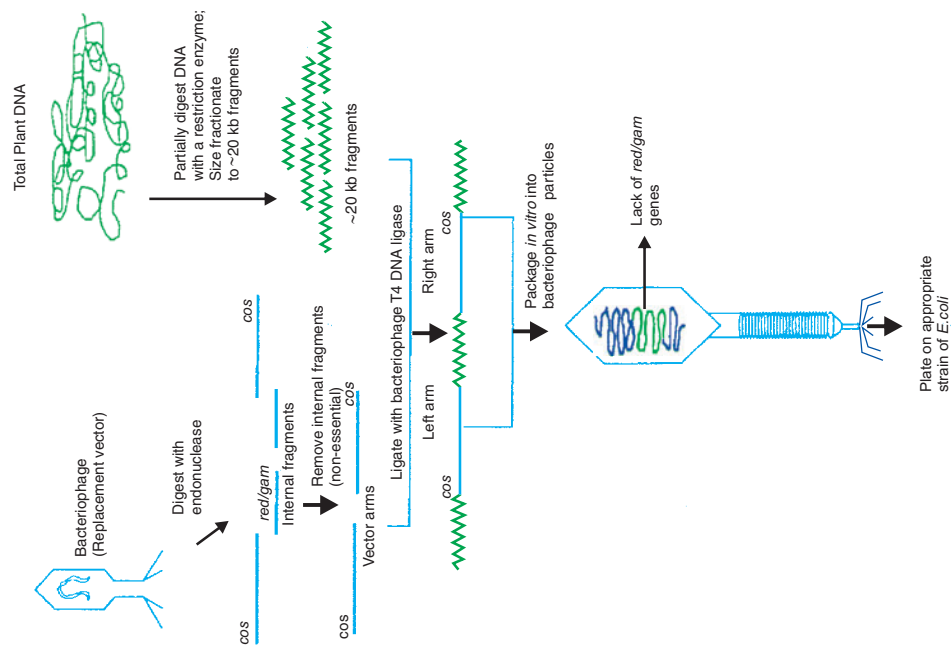 Total Plant DNA
Partially digest DNA
with a restriction enzyme;
Size fractionate
to ~20 kb fragments
~20 kb fragments
Bacteriophage
(Replacement vector)
Digest with
endonuclease
cos
cos
red/gam
Internal fragments
Remove internal fragments
(non-essential)
cos
cos
Vector arms
Ligate with bacteriophage T4 DNA ligase
Left arm
Right arm
cos
cos
Package in vitro into
bacteriophage particles
Lack of red/gam
genes
Plate on appropriate
strain of E.coli